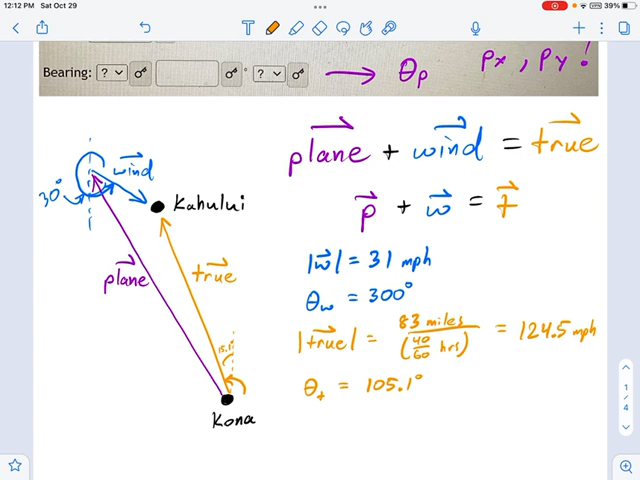 12:12 PM Sat Oct 29
39%
Bearing: ? ° ?
θp
px , py !
plane + wind = true
p + w = t
wind
30°
Kahului
|w| = 31 mph
plane
true
θw = 300°
|true| = 83 miles / (40/60 hrs) = 124.5 mph
15.1°
θt = 105.1°
Kona
1
/
4